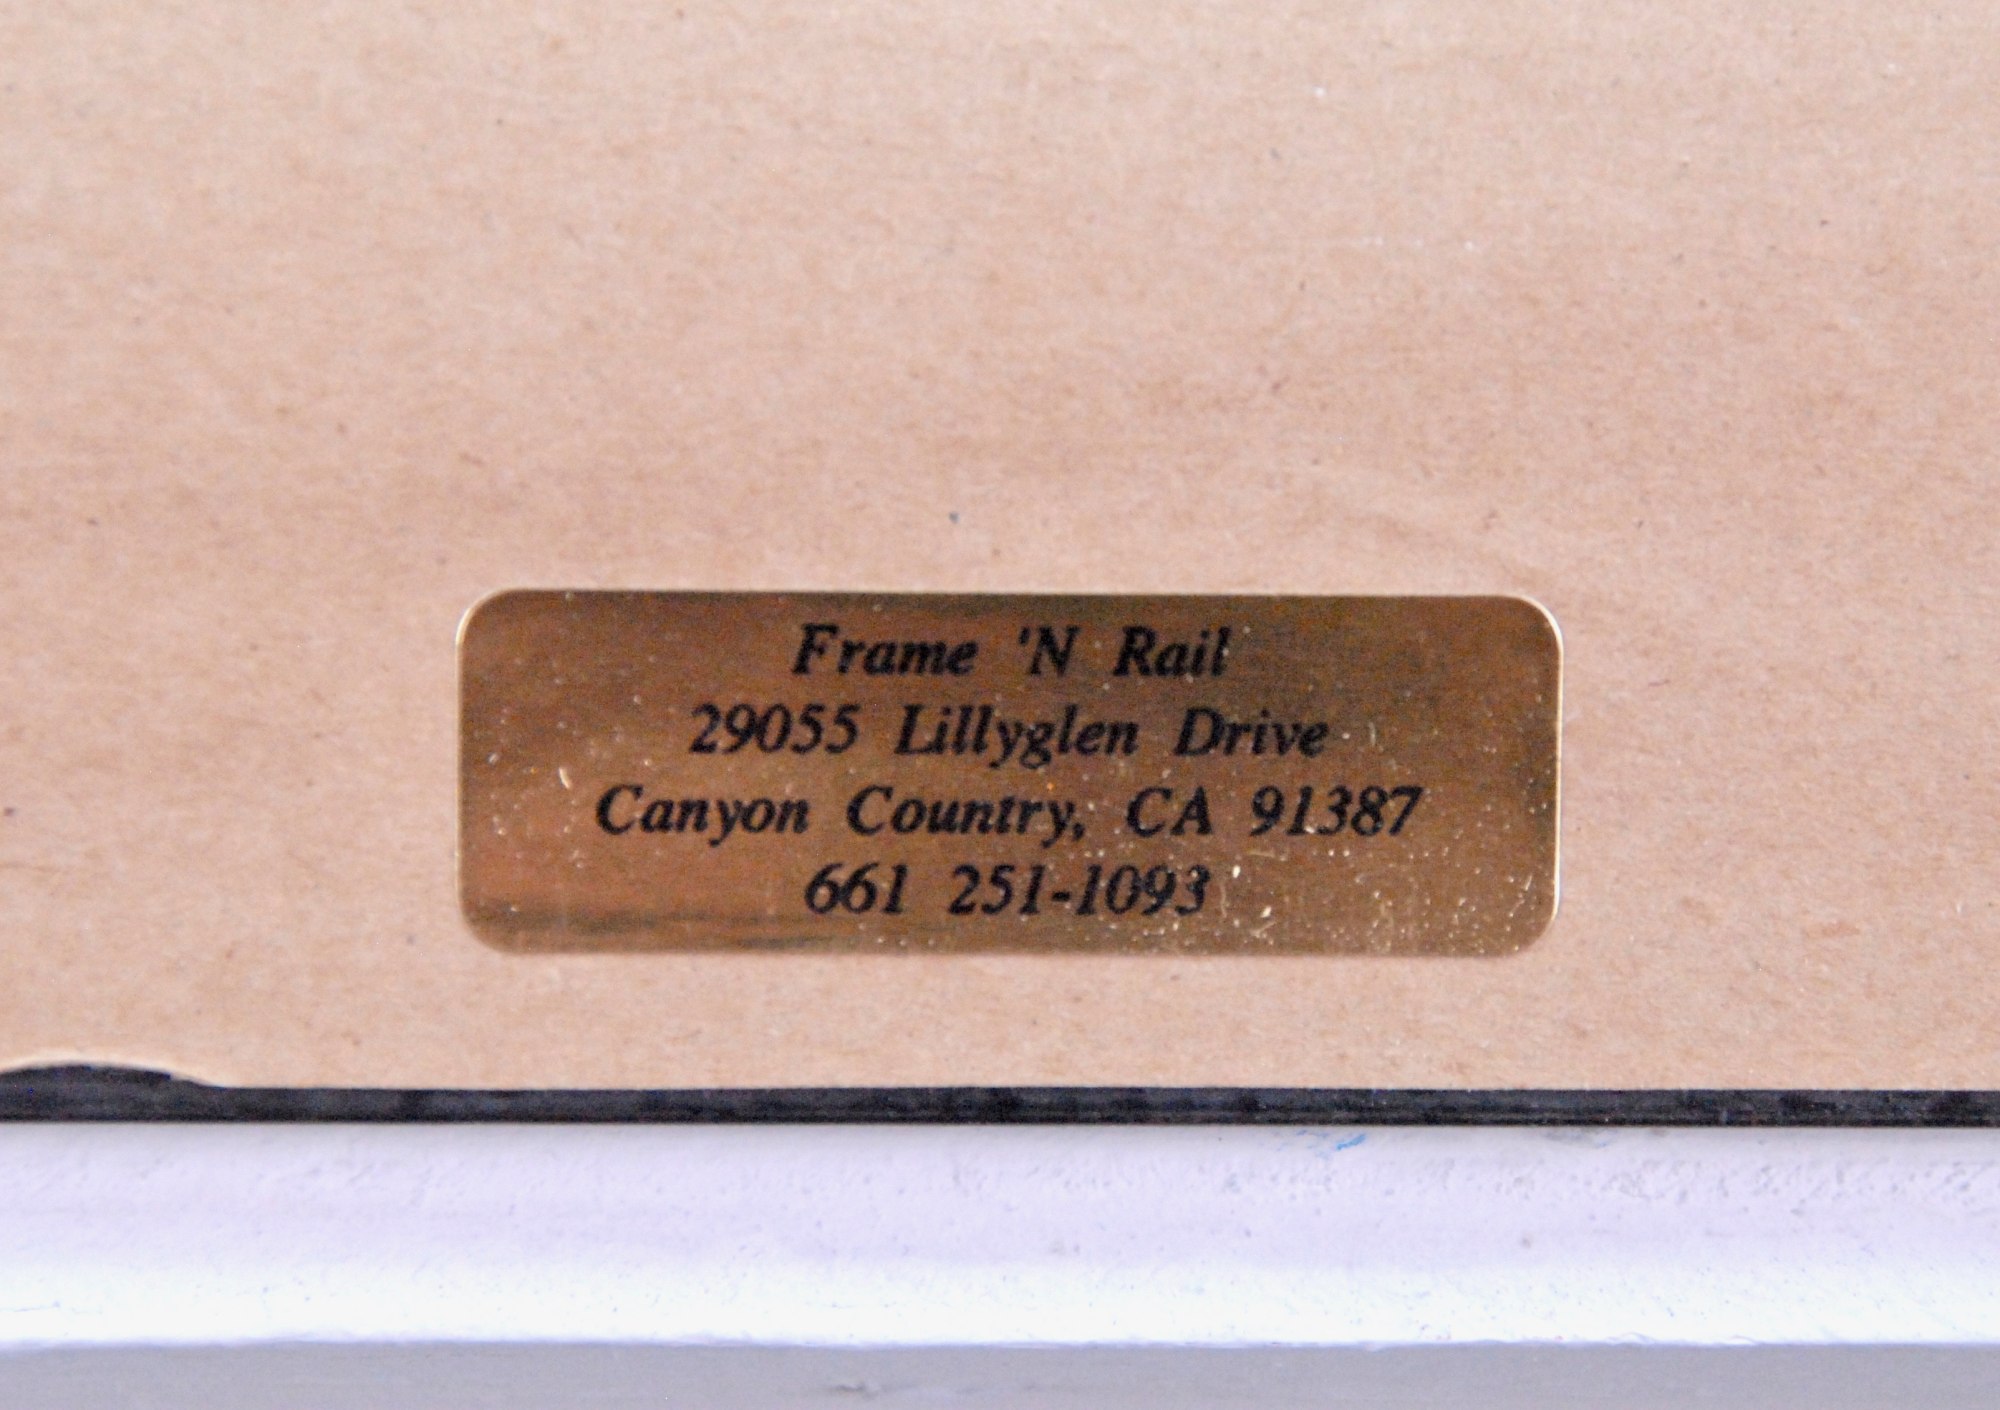 Frame 'N Rail
29055 Lillyglen Drive
Canyon Country, CA 91387
661 251-1093